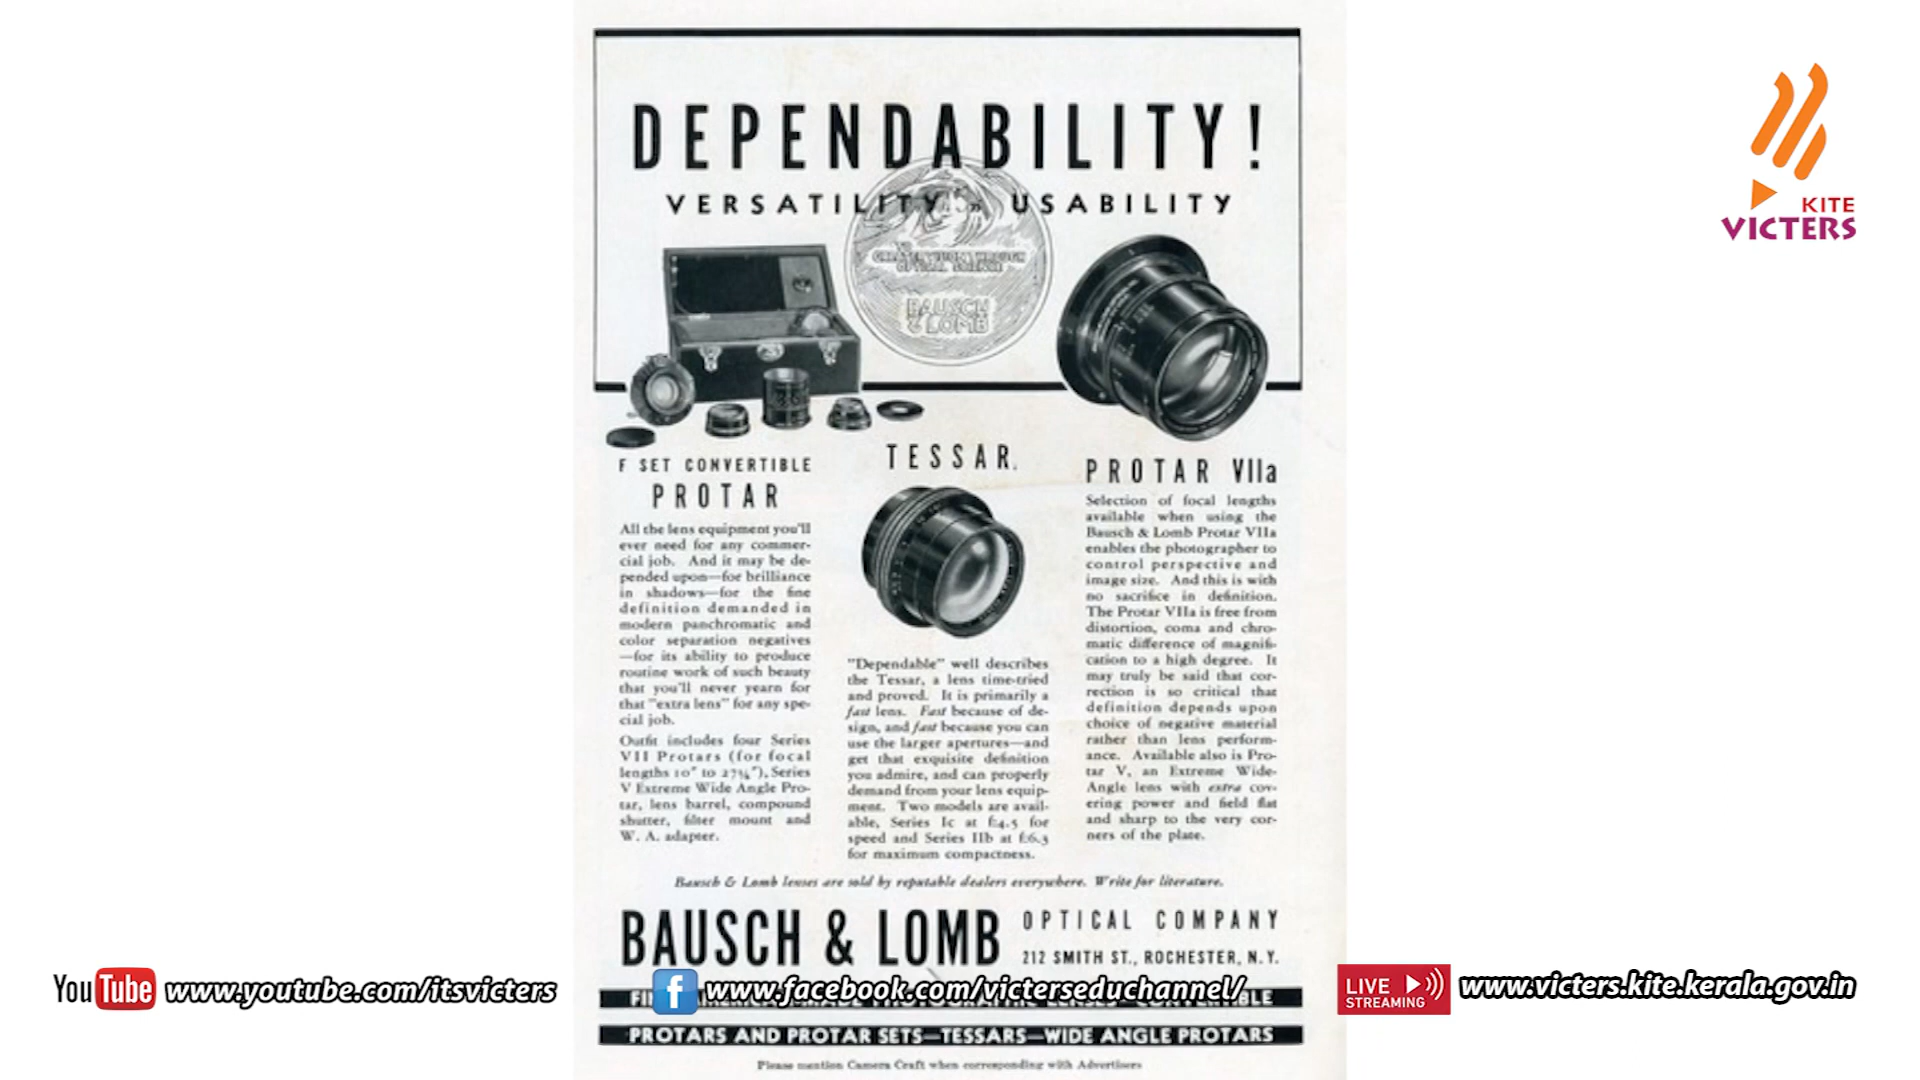 DEPENDABILITY!
VERSATILITY » USABILITY
TO
GREATER VISION THROUGH
OPTICAL SCIENCE
BAUSCH
& LOMB
KITE
VICTERS
F SET CONVERTIBLE
PROTAR
All the lens equipment you'll
ever need for any commer-
cial job. And it may be de-
pended upon—for brilliance
in shadows—for the fine
definition demanded in
modern panchromatic and
color separation negatives
—for its ability to produce
routine work of such beauty
that you'll never yearn for
that "extra lens" for any spe-
cial job.
Outfit includes four Series
VII Protars (for focal
lengths 10" to 27¼"), Series
V Extreme Wide Angle Pro-
tar, lens barrel, compound
shutter, filter mount and
W. A. adapter.
TESSAR
"Dependable" well describes
the Tessar, a lens time-tried
and proved. It is primarily a
fast lens. Fast because of de-
sign, and fast because you can
use the larger apertures—and
get that exquisite definition
you admire, and can properly
demand from your lens equip-
ment. Two models are avail-
able, Series Ic at f:4.5 for
speed and Series IIb at f:6.3
for maximum compactness.
PROTAR VIIa
Selection of focal lengths
available when using the
Bausch & Lomb Protar VIIa
enables the photographer to
control perspective and
image size. And this is with
no sacrifice in definition.
The Protar VIIa is free from
distortion, coma and chro-
matic difference of magnifi-
cation to a high degree. It
may truly be said that cor-
rection is so critical that
definition depends upon
choice of negative material
rather than lens perform-
ance. Available also is Pro-
tar V, an Extreme Wide-
Angle lens with extra cov-
ering power and field flat
and sharp to the very cor-
ners of the plate.
Bausch & Lomb lenses are sold by reputable dealers everywhere. Write for literature.
BAUSCH & LOMB OPTICAL COMPANY
212 SMITH ST., ROCHESTER, N.Y.
YouTube www.youtube.com/itsvicters
f www.facebook.com/victerseduchannel/
LIVE STREAMING www.victers.kite.kerala.gov.in
PROTARS AND PROTAR SETS—TESSARS—WIDE ANGLE PROTARS
Please mention Camera Craft when corresponding with Advertisers